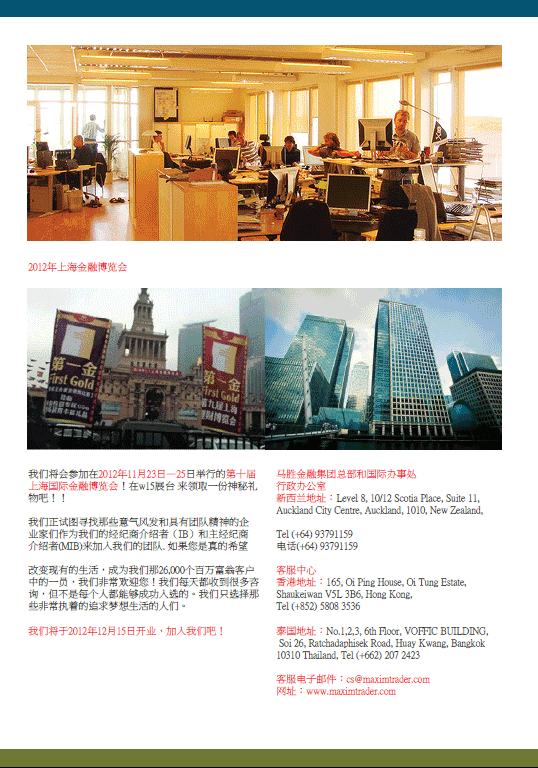 2012年上海金融博览会
第一金
First Gold
第一金
First Gold
第九届上海
理财博览会
我们将会参加在2012年11月23日—25日举行的第十届
上海国际金融博览会！在w15展台 来领取一份神秘礼
物吧！！
我们正试图寻找那些意气风发和具有团队精神的企
业家们作为我们的经纪商介绍者（IB）和主经纪商
介绍者(MIB)来加入我们的团队. 如果您是真的希望
改变现有的生活，成为我们那26,000个百万富翁客户
中的一员，我们非常欢迎您！我们每天都收到很多咨
询，但不是每个人都能够成功入选的。我们只选择那
些非常执着的追求梦想生活的人们。
我们将于2012年12月15日开业，加入我们吧！
马胜金融集团总部和国际办事处
行政办公室
新西兰地址：Level 8, 10/12 Scotia Place, Suite 11,
Auckland City Centre, Auckland, 1010, New Zealand,
Tel (+64) 93791159
电话(+64) 93791159
客服中心
香港地址：165, Oi Ping House, Oi Tung Estate,
Shaukeiwan V5L 3B6, Hong Kong,
Tel (+852) 5808 3536
泰国地址：No.1,2,3, 6th Floor, VOFFIC BUILDING,
Soi 26, Ratchadaphisek Road, Huay Kwang, Bangkok
10310 Thailand, Tel (+662) 207 2423
客服电子邮件：cs@maximtrader.com
网址：www.maximtrader.com